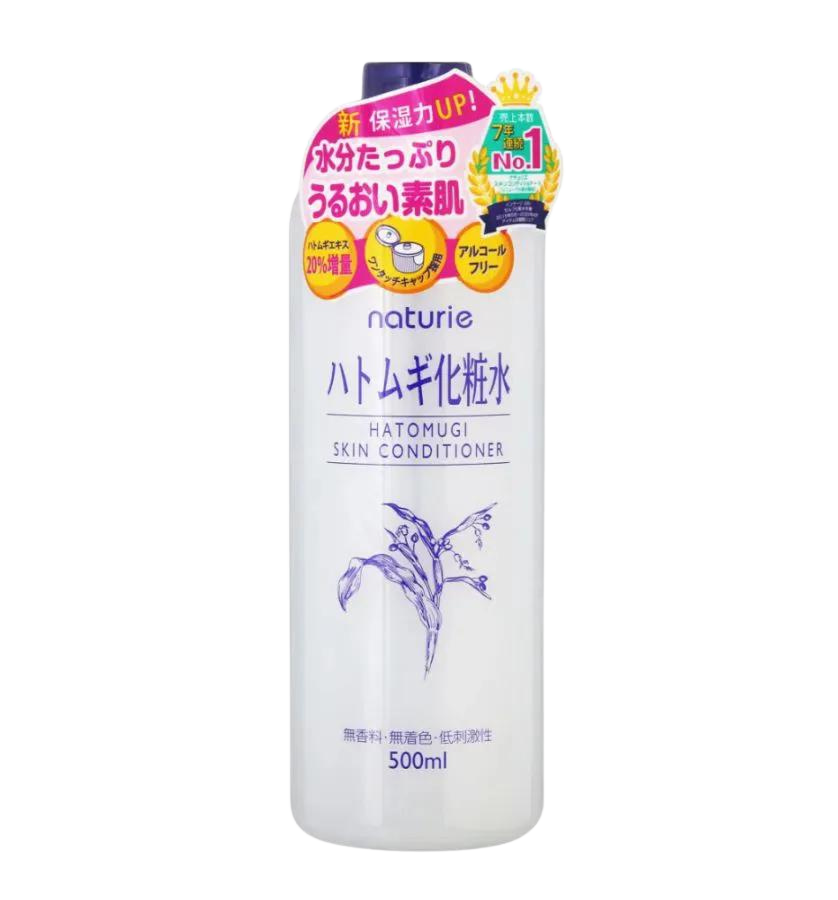 新 保湿力UP!
水分たっぷり
うるおい素肌
ハトムギエキス
20%増量
ワンタッチキャップ採用
アルコール
フリー
売上本数
7年
連続
No.1
naturie
ハトムギ化粧水
HATOMUGI
SKIN CONDITIONER
無香料・無着色・低刺激性
500ml